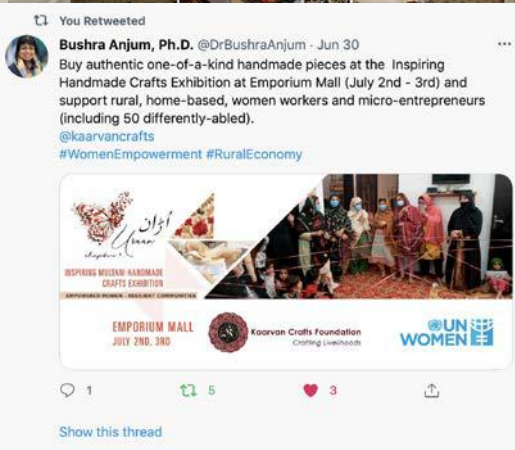 You Retweeted
Bushra Anjum, Ph.D. @DrBushraAnjum · Jun 30
Buy authentic one-of-a-kind handmade pieces at the Inspiring
Handmade Crafts Exhibition at Emporium Mall (July 2nd - 3rd) and
support rural, home-based, women workers and micro-entrepreneurs
(including 50 differently-abled).
@kaarvancrafts
#WomenEmpowerment #RuralEconomy
اُڑان
Uraan
chapter
INSPIRING MULTANI HANDMADE
CRAFTS EXHIBITION
EMPOWERED WOMEN - RESILIENT COMMUNITIES
EMPORIUM MALL
JULY 2ND, 3RD
Kaarvan Crafts Foundation
Crafting Livelihoods
UN
WOMEN
1
5
3
Show this thread